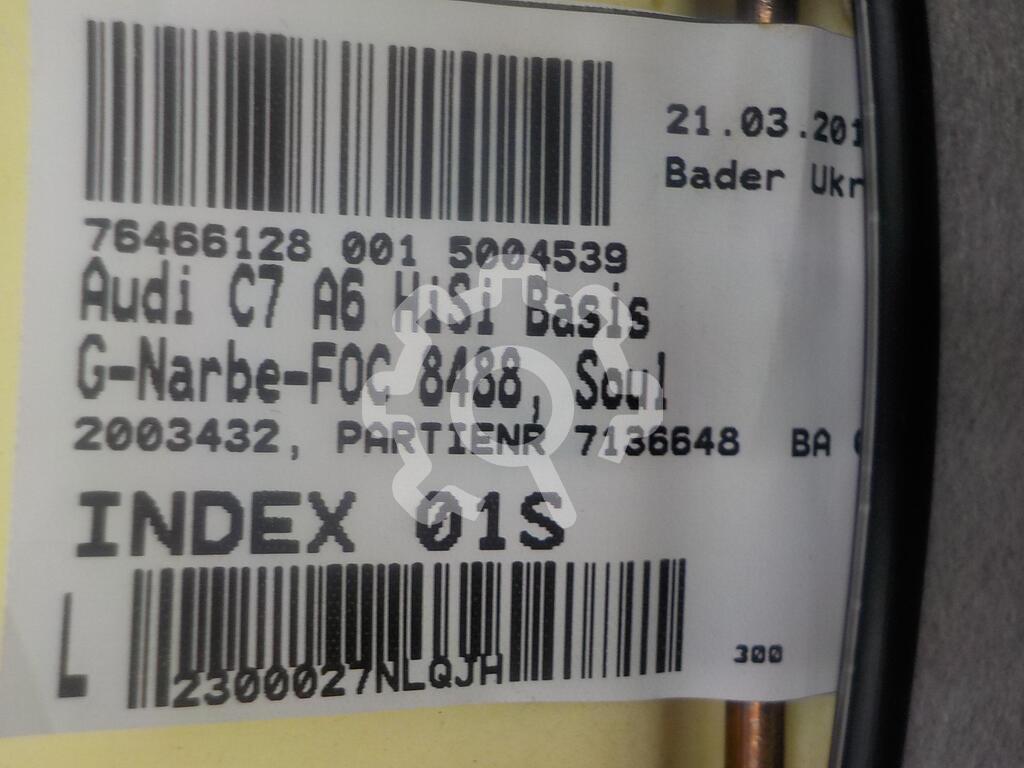 21.03.201
Bader Ukr
76466128 001 5004539
Audi C7 A6 HiSi Basis
G-Narbe-FOC 8488, Soul
2003432, PARTIENR 7136648 BA
INDEX 01S
L
2300027NLQJH
300